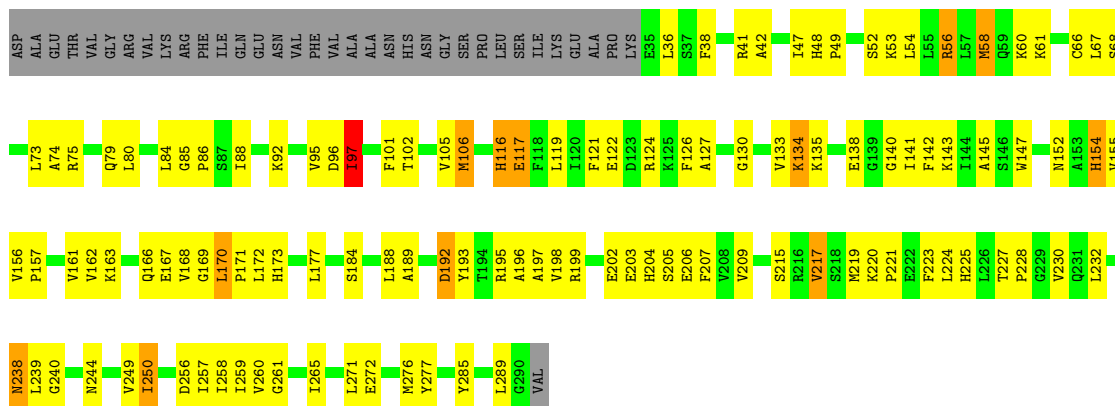 ASP ALA GLU THR VAL GLY ARG VAL LYS ARG PHE ILE GLN GLU ASN VAL PHE VAL ALA ALA ASN HIS ASN GLY SER PRO LEU SER ILE LYS GLU ALA PRO LYS E35 L36 S37 F38 R41 A42 I47 H48 P49 S52 K53 L54 L55 R56 L57 M58 Q59 K60 K61 C66 L67 S68
L73 A74 R75 Q79 L80 L84 G85 P86 S87 I88 K92 V95 D96 I97 F101 T102 V105 M106 H116 E117 F118 L119 I120 F121 E122 D123 R124 K125 F126 A127 G130 V133 K134 K135 E138 G139 G140 I141 F142 K143 I144 A145 S146 W147 N152 A153 H154 V155
V156 P157 V161 V162 K163 Q166 E167 V168 G169 L170 P171 L172 H173 L177 S184 L188 A189 D192 Y193 T194 R195 A196 A197 V198 R199 E202 E203 H204 S205 E206 F207 V208 V209 S215 R216 V217 S218 M219 K220 P221 E222 F223 L224 H225 L226 T227 P228 G229 V230 Q231 L232
N238 L239 G240 N244 V249 I250 D256 I257 I258 I259 V260 G261 I265 L271 E272 M276 Y277 Y285 L289 G290 VAL